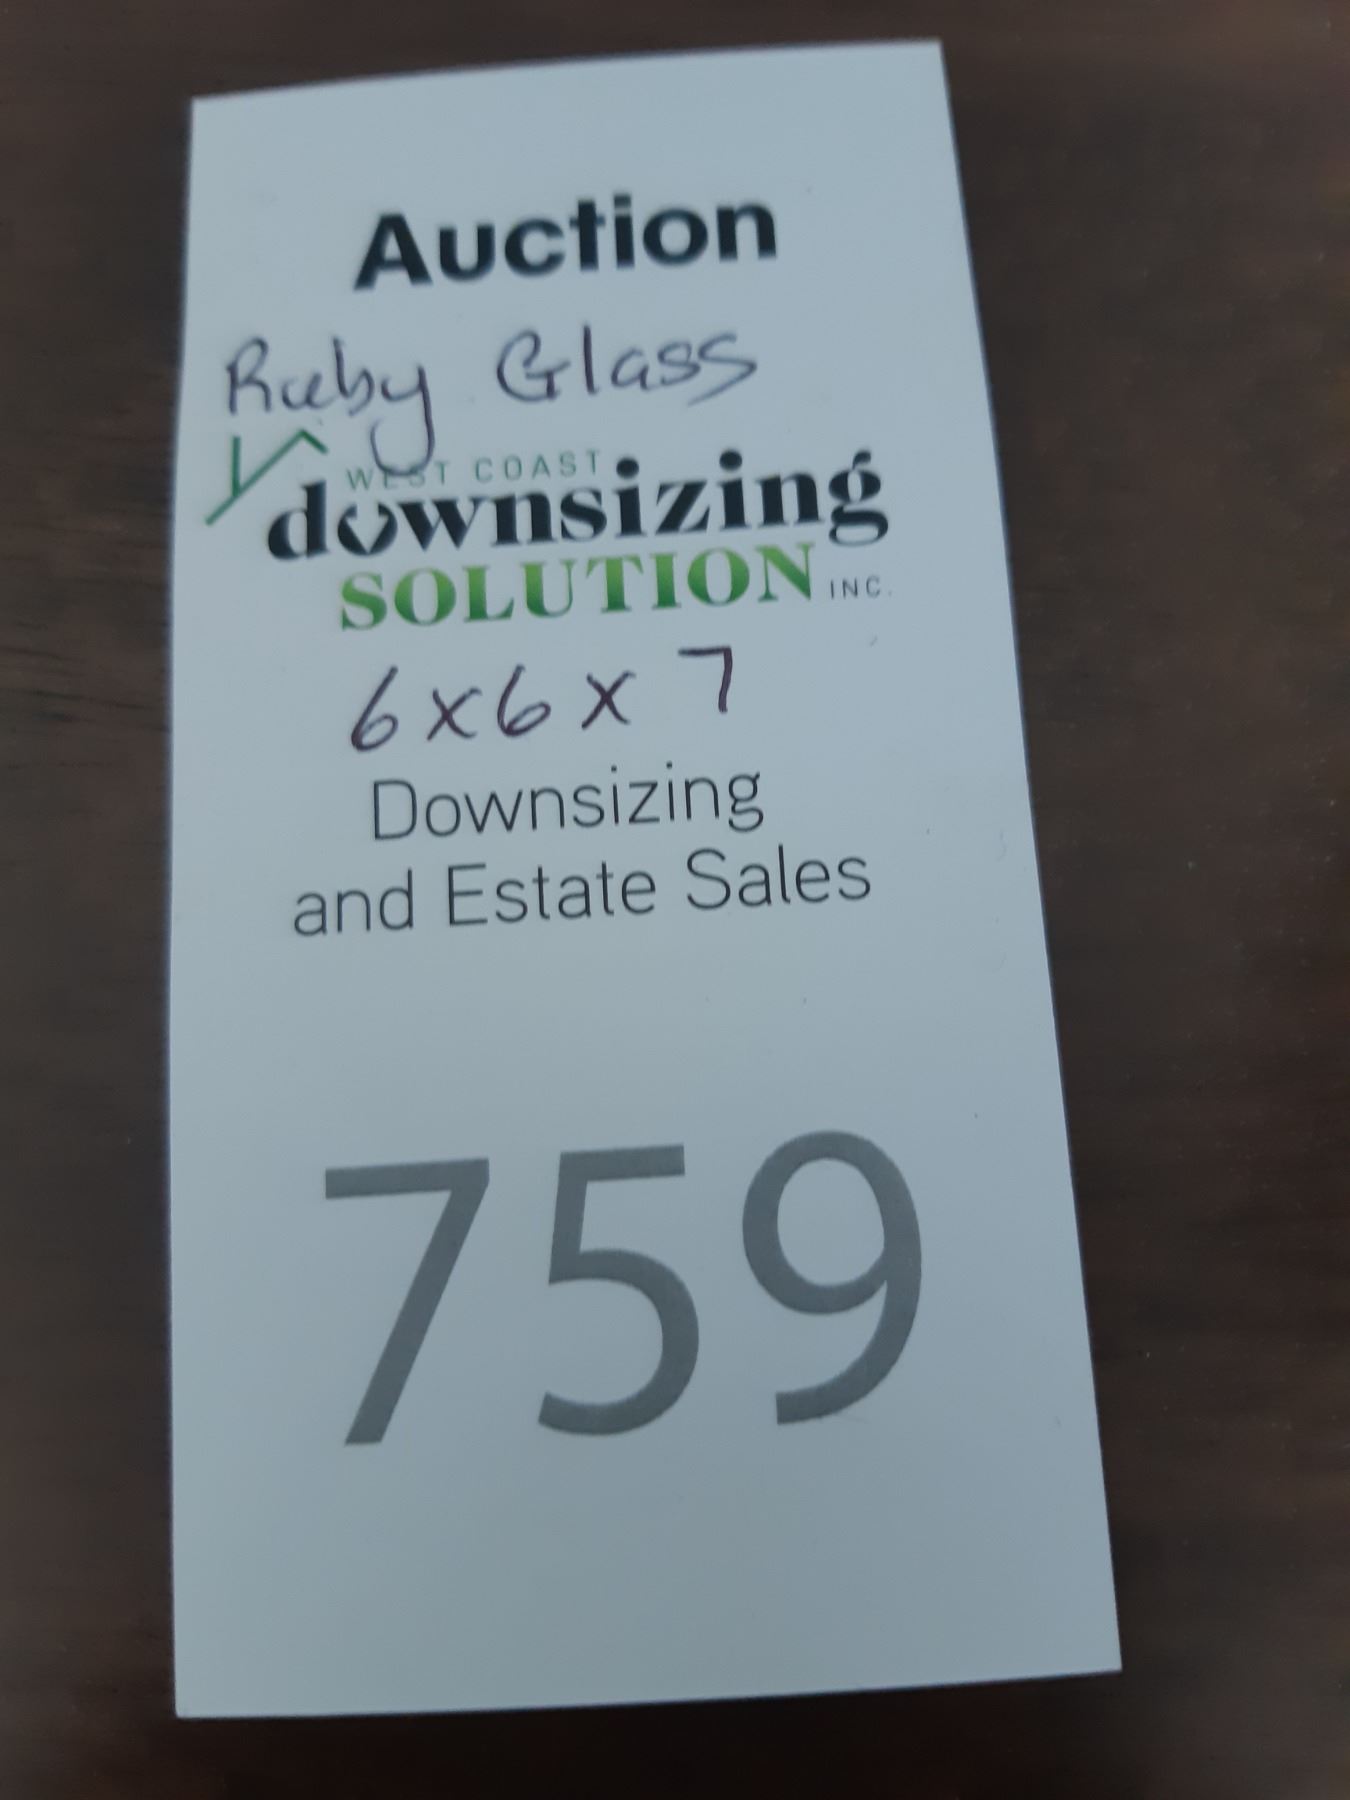 Auction
Ruby Glass
WEST COAST
downsizing
SOLUTION INC.
6x6x7
Downsizing
and Estate Sales
759